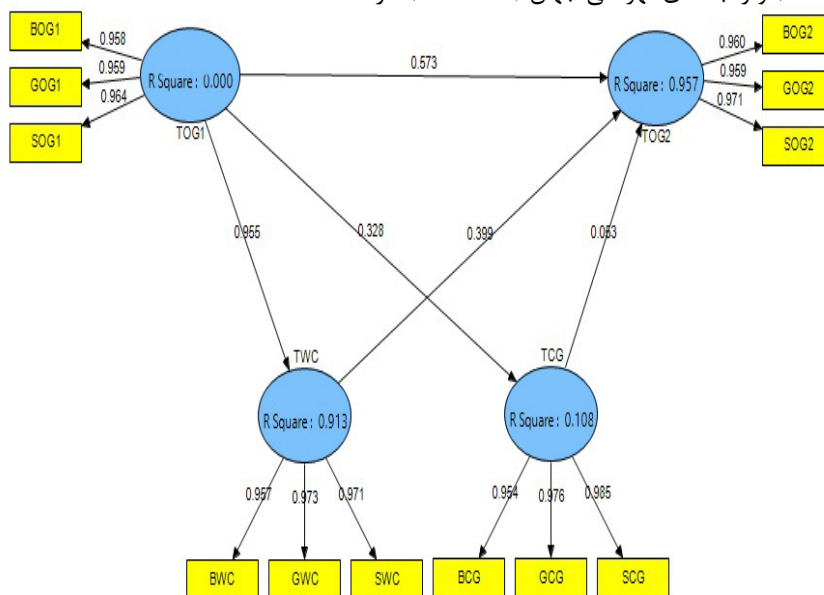 BOG1
0.958
0.960
BOG2
GOG1
0.959
R Square: 0.000
0.573
R Square: 0.957
0.959
GOG2
SOG1
0.964
0.971
SOG2
TOG1
TOG2
0.955
0.328
0.399
0.053
TWC
TCG
R Square: 0.913
R Square: 0.108
0.957
0.973
0.971
0.954
0.976
0.985
BWC
GWC
SWC
BCG
GCG
SCG